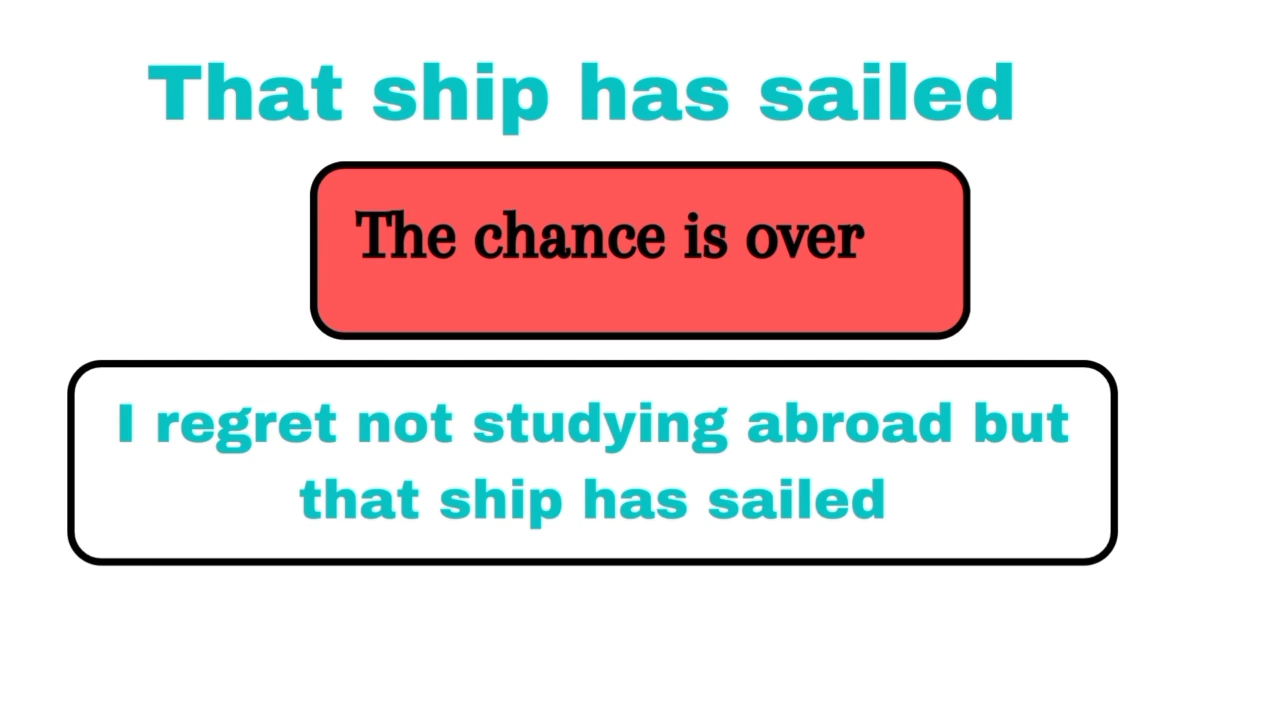 That ship has sailed
The chance is over
I regret not studying abroad but
that ship has sailed